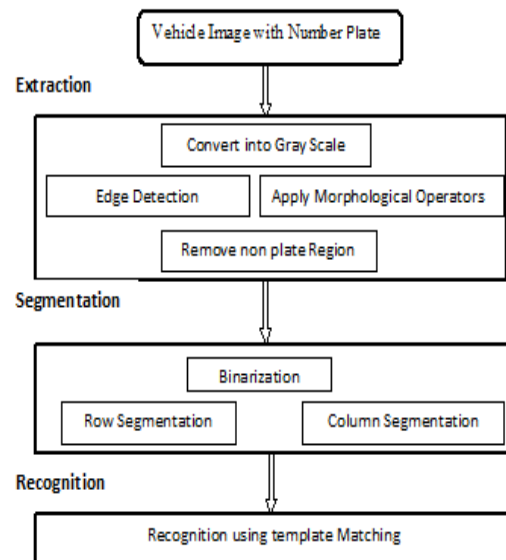 Vehicle Image with Number Plate
Extraction
Convert into Gray Scale
Edge Detection
Apply Morphological Operators
Remove non plate Region
Segmentation
Binarization
Row Segmentation
Column Segmentation
Recognition
Recognition using template Matching